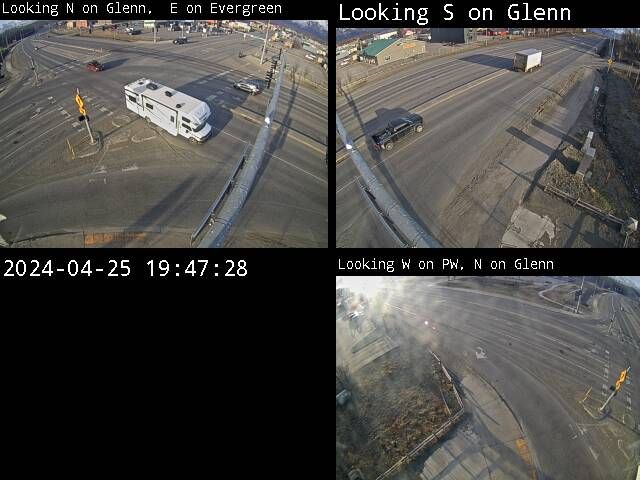 Looking N on Glenn,  E on Evergreen
Looking S on Glenn
2024-04-25 19:47:28
Looking W on PW, N on Glenn